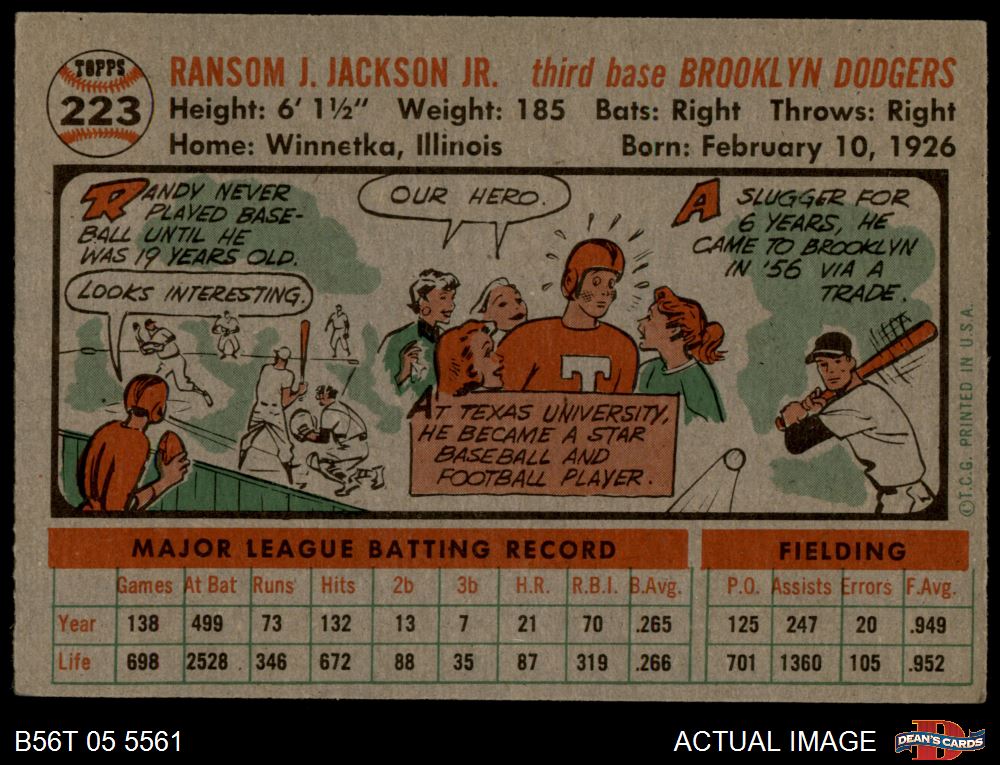 TOPPS
223
RANSOM J. JACKSON JR. third base BROOKLYN DODGERS
Height: 6' 1½" Weight: 185 Bats: Right Throws: Right
Home: Winnetka, Illinois Born: February 10, 1926
RANDY NEVER
PLAYED BASE-
BALL UNTIL HE
WAS 19 YEARS OLD.
LOOKS INTERESTING.
OUR HERO.
T
AT TEXAS UNIVERSITY,
HE BECAME A STAR
BASEBALL AND
FOOTBALL PLAYER.
A SLUGGER FOR
6 YEARS, HE
CAME TO BROOKLYN
IN '56 VIA A
TRADE.
©T.C.G. PRINTED IN U.S.A.
MAJOR LEAGUE BATTING RECORD FIELDING
Games At Bat Runs Hits 2b 3b H.R. R.B.I. B.Avg. P.O. Assists Errors F.Avg.
Year 138 499 73 132 13 7 21 70 .265 125 247 20 .949
Life 698 2528 346 672 88 35 87 319 .266 701 1360 105 .952
B56T 05 5561 ACTUAL IMAGE
DEAN'S CARDS